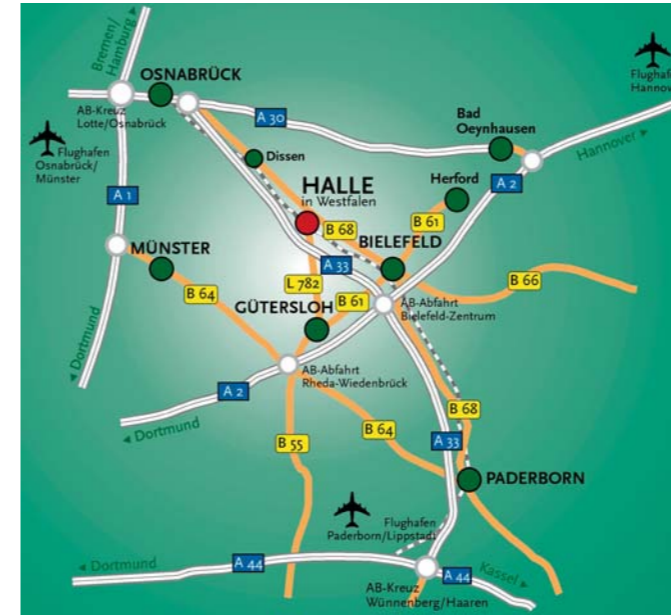 Bremen/
Hamburg ▸
OSNABRÜCK
AB-Kreuz
Lotte/Osnabrück
A 30
Flughafen
Hannov
Bad
Oeynhausen
Hannover ▸
Flughafen
Osnabrück/
Münster
Dissen
HALLE
in Westfalen
Herford
A 2
A 1
B 61
B 68
BIELEFELD
MÜNSTER
A 33
L 782
B 66
B 64
B 61
GÜTERSLOH
AB-Abfahrt
Bielefeld-Zentrum
AB-Abfahrt
Rheda-Wiedenbrück
A 2
◂ Dortmund
B 68
B 64
B 55
A 33
PADERBORN
Flughafen
Paderborn/Lippstadt
◂ Dortmund
A 44
A 44
Kassel ▸
AB-Kreuz
Wünnenberg/Haaren
◂ Dortmund